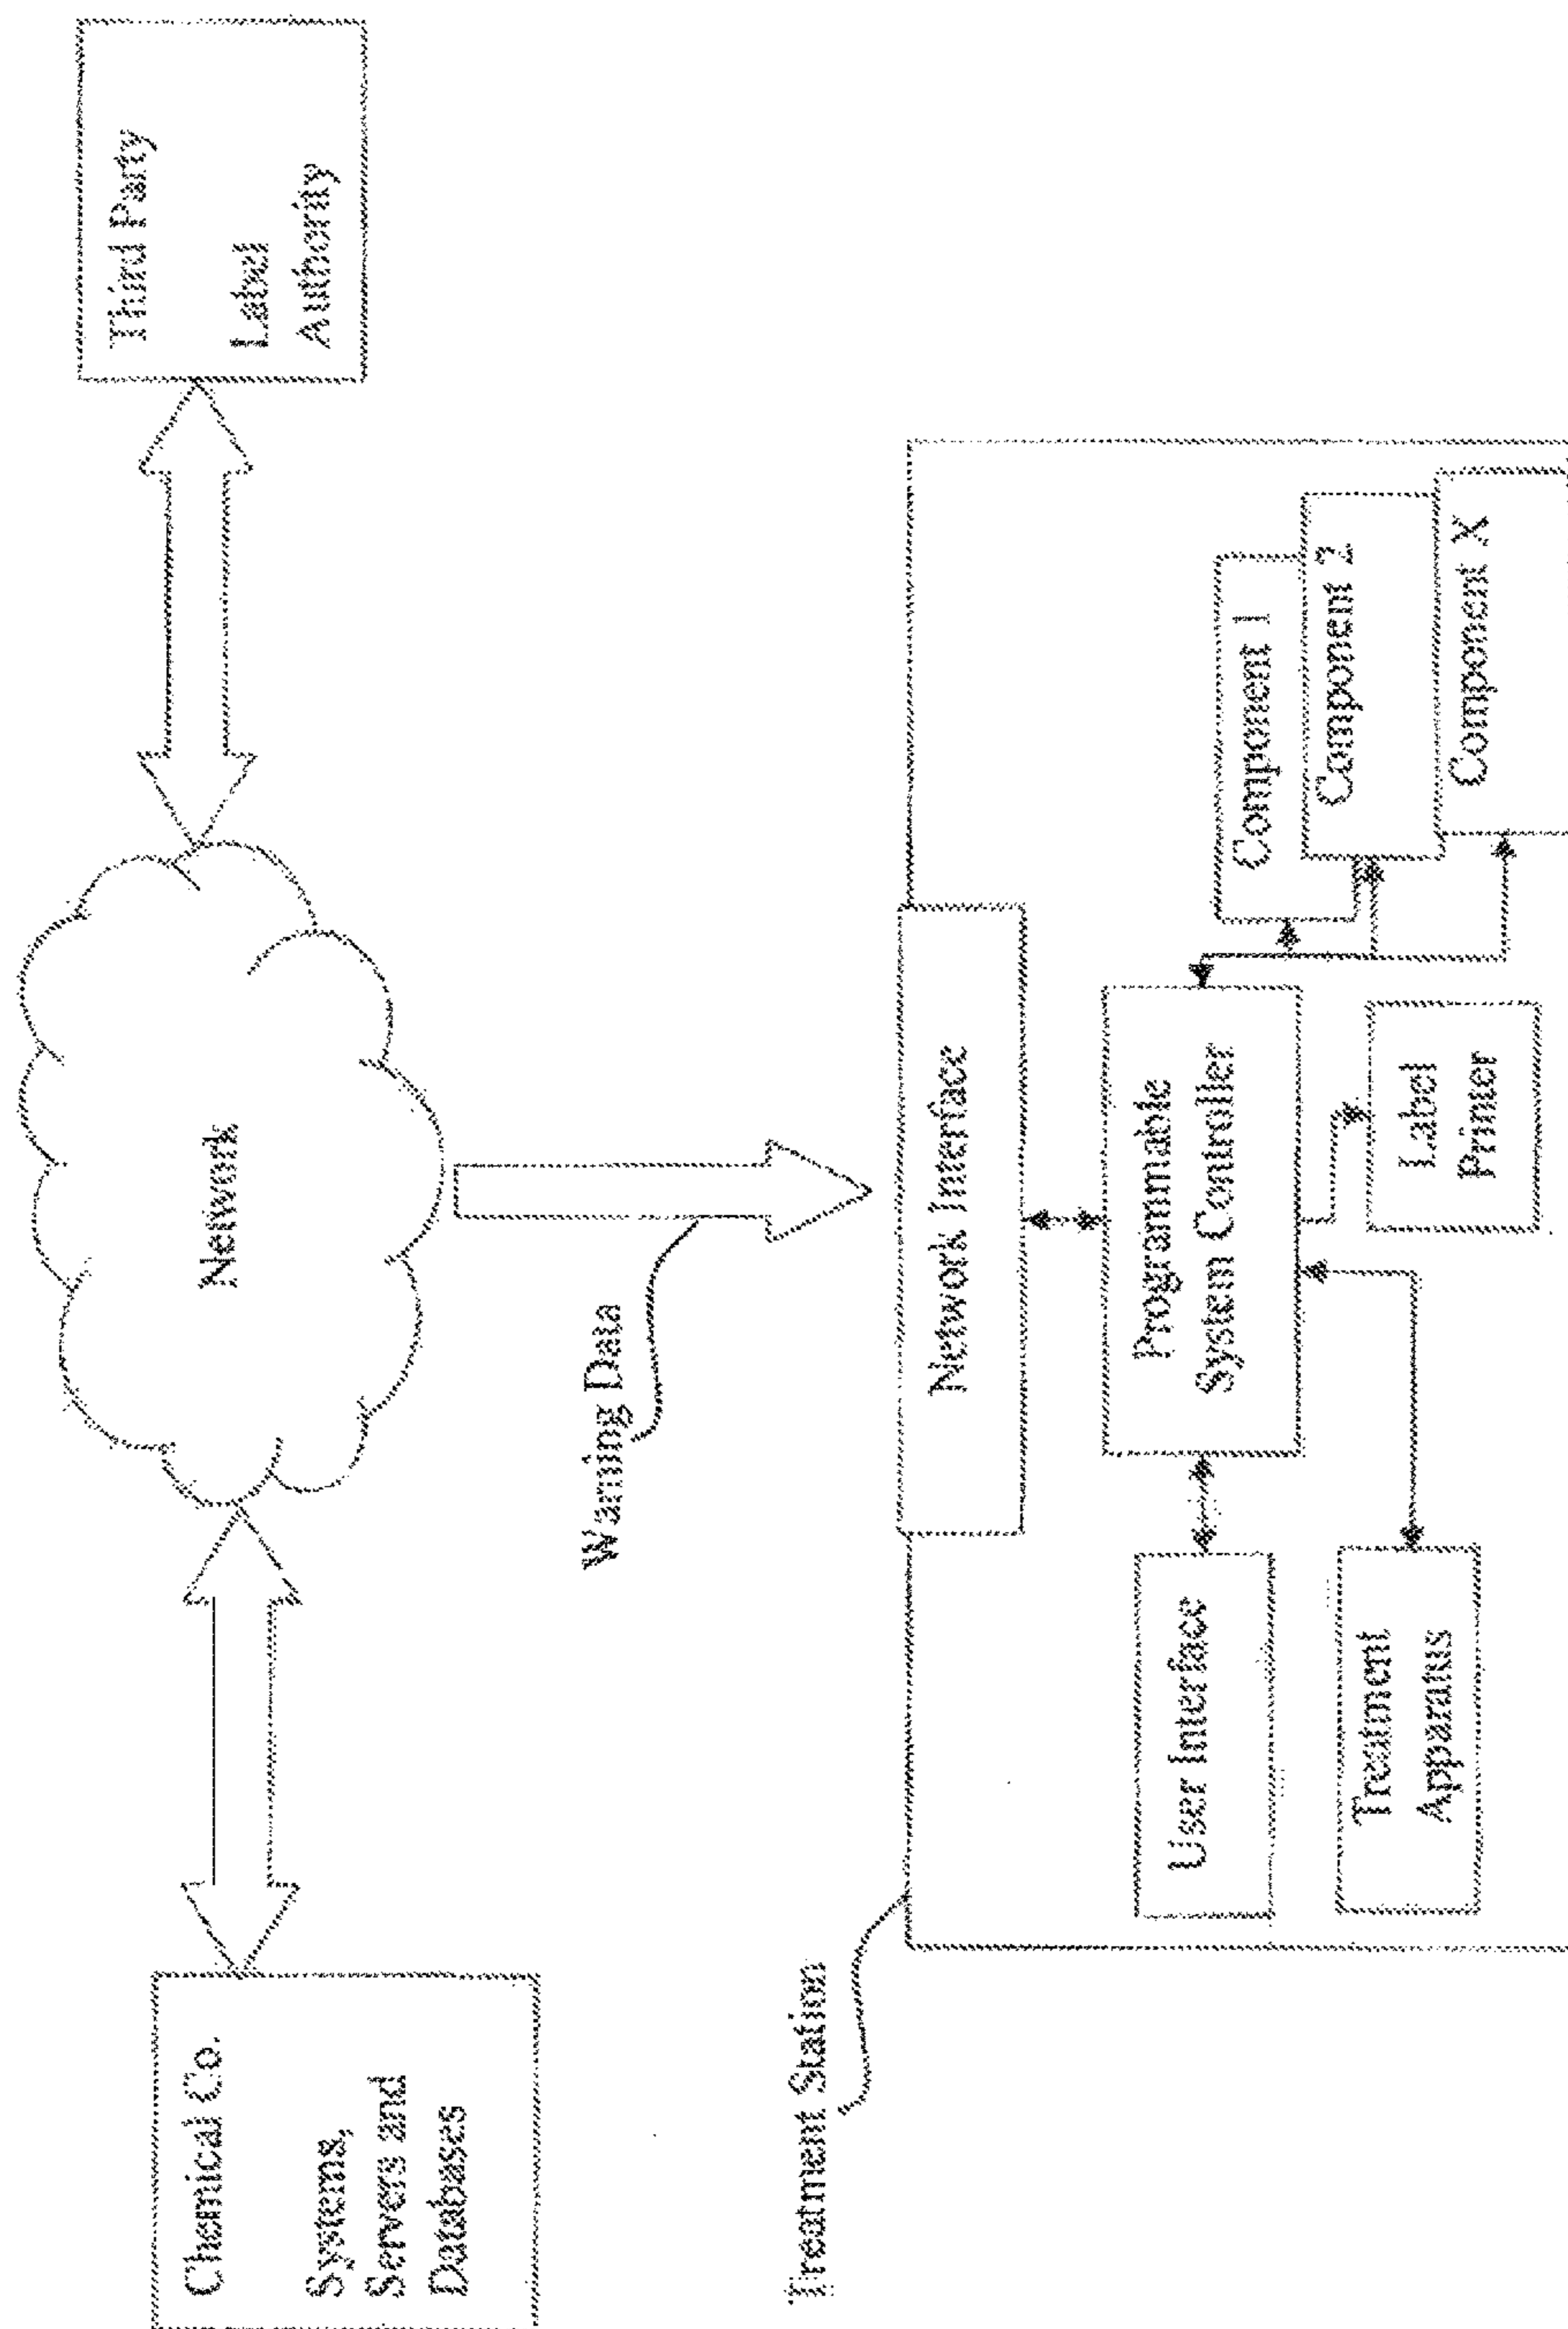 Chemical Co.
Systems,
Servers and
Databases
Network
Third Party
Label
Authority
Warning Data
Treatment Station
Network Interface
User Interface
Programmable
System Controller
Component 1
Component 2
Component X
Treatment
Apparatus
Label
Printer